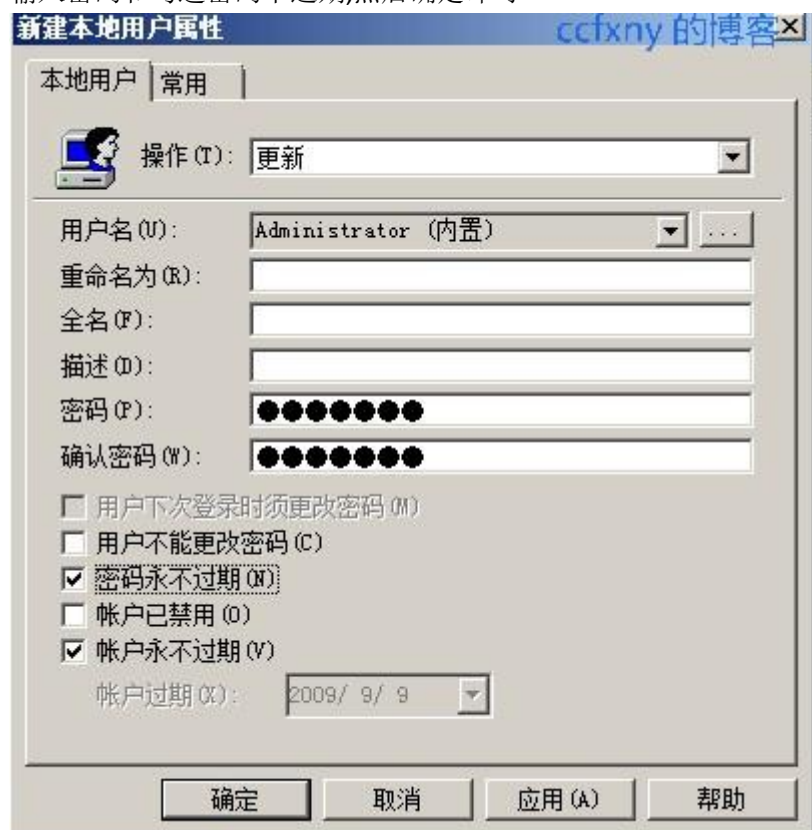 新建本地用户属性
ccfxny 的博客
本地用户 常用
操作(T): 更新
用户名(U): Administrator (内置) ...
重命名为(R):
全名(F):
描述(D):
密码(P): ●●●●●●●
确认密码(W): ●●●●●●●
用户下次登录时须更改密码(M)
用户不能更改密码(C)
密码永不过期(N)
帐户已禁用(O)
帐户永不过期(V)
帐户过期(X): 2009/ 9/ 9
确定 取消 应用(A) 帮助